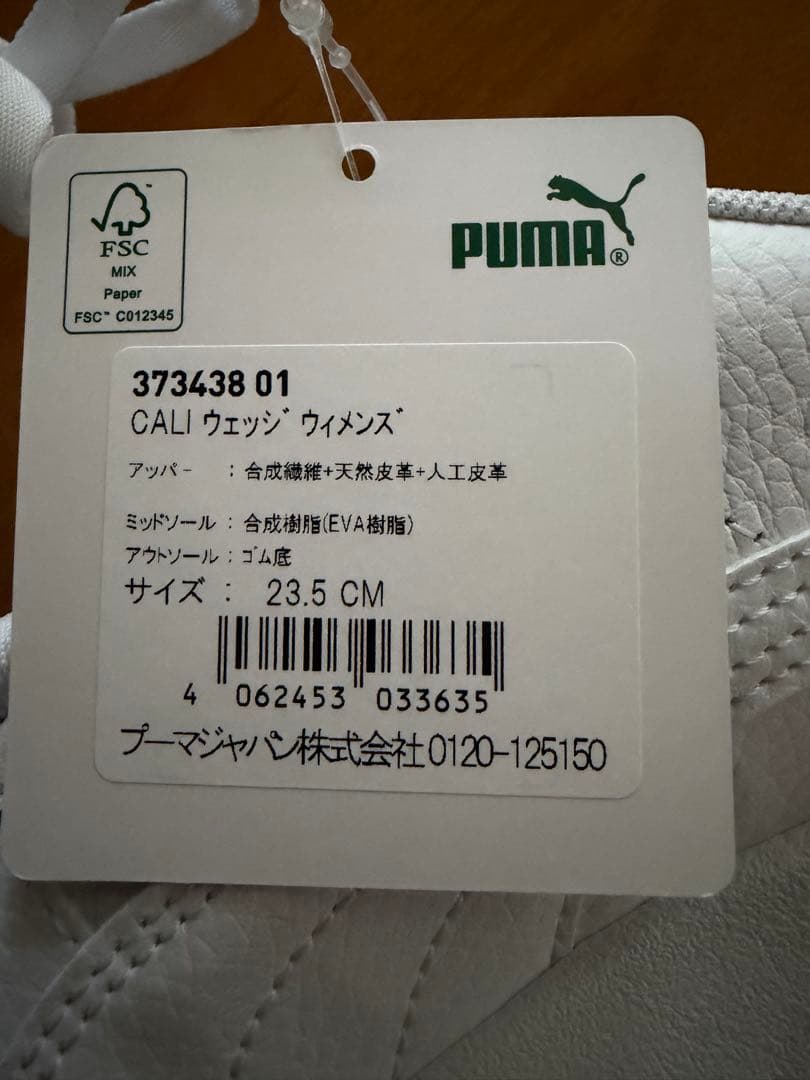 FSC™
MIX
Paper
FSC™ C012345
PUMA®
373438 01
CALI ウェッジ ウィメンズ
アッパー : 合成繊維+天然皮革+人工皮革
ミッドソール : 合成樹脂(EVA樹脂)
アウトソール : ゴム底
サイズ : 23.5 CM
4 062453 033635
プーマジャパン株式会社0120-125150